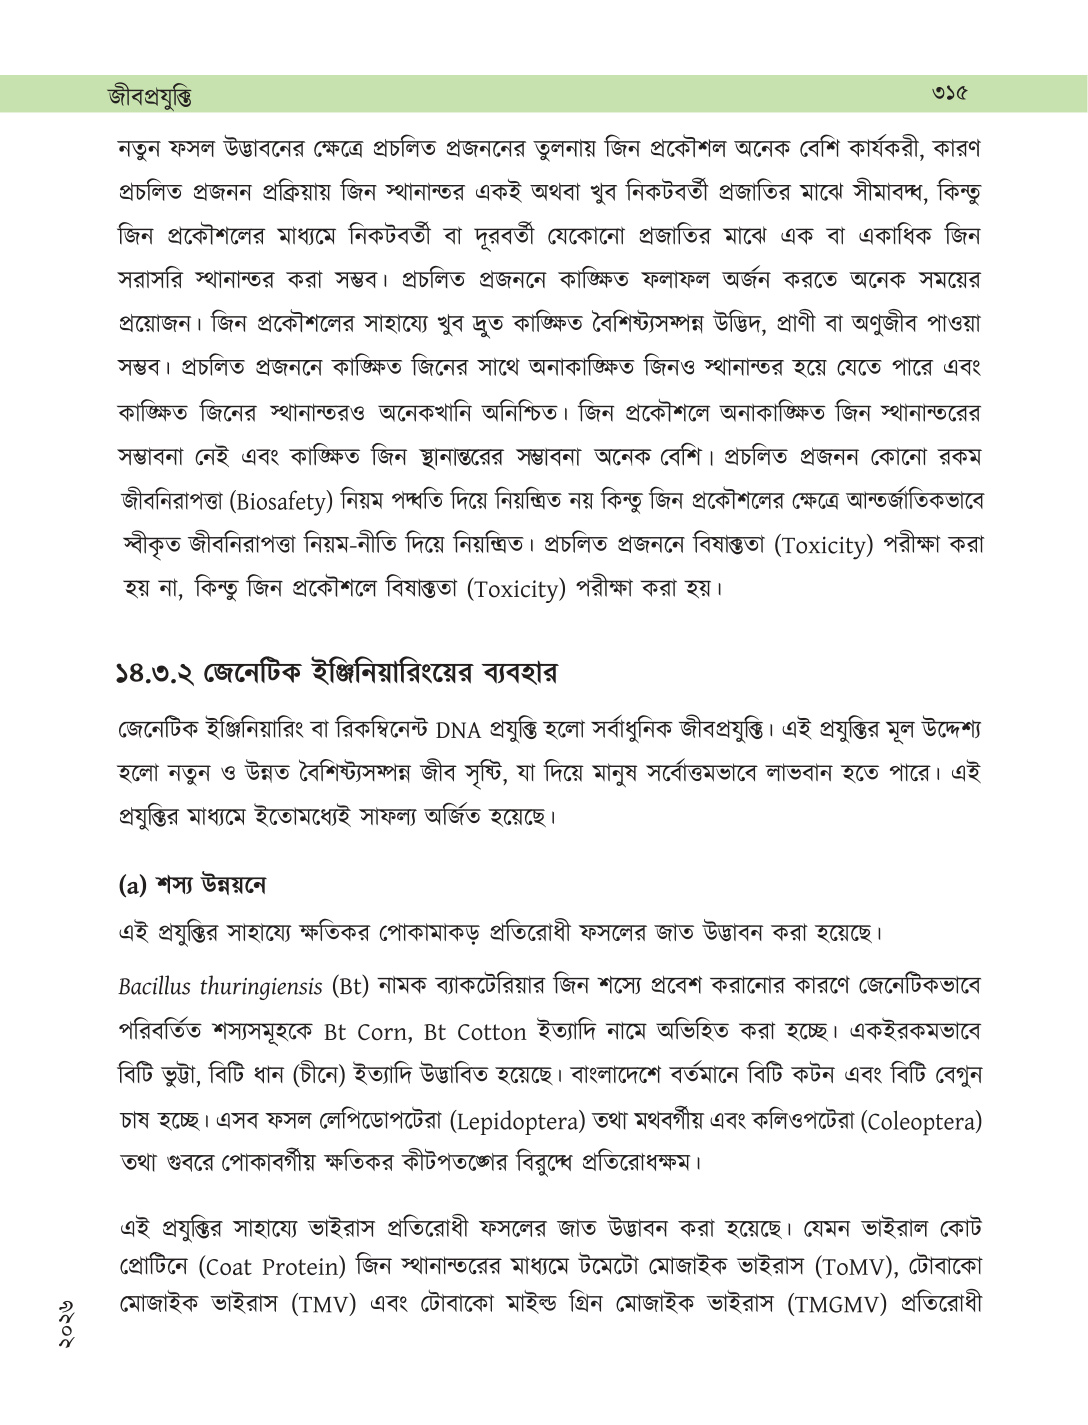 জীবপ্রযুক্তি ৩১৫
নতুন ফসল উদ্ভাবনের ক্ষেত্রে প্রচলিত প্রজননের তুলনায় জিন প্রকৌশল অনেক বেশি কার্যকরী, কারণ
প্রচলিত প্রজনন প্রক্রিয়ায় জিন স্থানান্তর একই অথবা খুব নিকটবর্তী প্রজাতির মাঝে সীমাবদ্ধ, কিন্তু
জিন প্রকৌশলের মাধ্যমে নিকটবর্তী বা দূরবর্তী যেকোনো প্রজাতির মাঝে এক বা একাধিক জিন
সরাসরি স্থানান্তর করা সম্ভব। প্রচলিত প্রজননে কাঙ্ক্ষিত ফলাফল অর্জন করতে অনেক সময়ের
প্রয়োজন। জিন প্রকৌশলের সাহায্যে খুব দ্রুত কাঙ্ক্ষিত বৈশিষ্ট্যসম্পন্ন উদ্ভিদ, প্রাণী বা অণুজীব পাওয়া
সম্ভব। প্রচলিত প্রজননে কাঙ্ক্ষিত জিনের সাথে অনাকাঙ্ক্ষিত জিনও স্থানান্তর হয়ে যেতে পারে এবং
কাঙ্ক্ষিত জিনের স্থানান্তরও অনেকখানি অনিশ্চিত। জিন প্রকৌশলে অনাকাঙ্ক্ষিত জিন স্থানান্তরের
সম্ভাবনা নেই এবং কাঙ্ক্ষিত জিন স্থানান্তরের সম্ভাবনা অনেক বেশি। প্রচলিত প্রজনন কোনো রকম
জীবনিরাপত্তা (Biosafety) নিয়ম পদ্ধতি দিয়ে নিয়ন্ত্রিত নয় কিন্তু জিন প্রকৌশলের ক্ষেত্রে আন্তর্জাতিকভাবে
স্বীকৃত জীবনিরাপত্তা নিয়ম-নীতি দিয়ে নিয়ন্ত্রিত। প্রচলিত প্রজননে বিষাক্ততা (Toxicity) পরীক্ষা করা
হয় না, কিন্তু জিন প্রকৌশলে বিষাক্ততা (Toxicity) পরীক্ষা করা হয়।
১৪.৩.২ জেনেটিক ইঞ্জিনিয়ারিংয়ের ব্যবহার
জেনেটিক ইঞ্জিনিয়ারিং বা রিকম্বিনেন্ট DNA প্রযুক্তি হলো সর্বাধুনিক জীবপ্রযুক্তি। এই প্রযুক্তির মূল উদ্দেশ্য
হলো নতুন ও উন্নত বৈশিষ্ট্যসম্পন্ন জীব সৃষ্টি, যা দিয়ে মানুষ সর্বোত্তমভাবে লাভবান হতে পারে। এই
প্রযুক্তির মাধ্যমে ইতোমধ্যেই সাফল্য অর্জিত হয়েছে।
(a) শস্য উন্নয়নে
এই প্রযুক্তির সাহায্যে ক্ষতিকর পোকামাকড় প্রতিরোধী ফসলের জাত উদ্ভাবন করা হয়েছে।
Bacillus thuringiensis (Bt) নামক ব্যাকটেরিয়ার জিন শস্যে প্রবেশ করানোর কারণে জেনেটিকভাবে
পরিবর্তিত শস্যসমূহকে Bt Corn, Bt Cotton ইত্যাদি নামে অভিহিত করা হচ্ছে। একইরকমভাবে
বিটি ভুট্টা, বিটি ধান (চীনে) ইত্যাদি উদ্ভাবিত হয়েছে। বাংলাদেশে বর্তমানে বিটি কটন এবং বিটি বেগুন
চাষ হচ্ছে। এসব ফসল লেপিডোপটেরা (Lepidoptera) তথা মথবর্গীয় এবং কলিওপটেরা (Coleoptera)
তথা গুবরে পোকাবর্গীয় ক্ষতিকর কীটপতঙ্গের বিরুদ্ধে প্রতিরোধক্ষম।
এই প্রযুক্তির সাহায্যে ভাইরাস প্রতিরোধী ফসলের জাত উদ্ভাবন করা হয়েছে। যেমন ভাইরাল কোট
প্রোটিনে (Coat Protein) জিন স্থানান্তরের মাধ্যমে টমেটো মোজাইক ভাইরাস (ToMV), টোবাকো
মোজাইক ভাইরাস (TMV) এবং টোবাকো মাইল্ড গ্রিন মোজাইক ভাইরাস (TMGMV) প্রতিরোধী
২০২৬